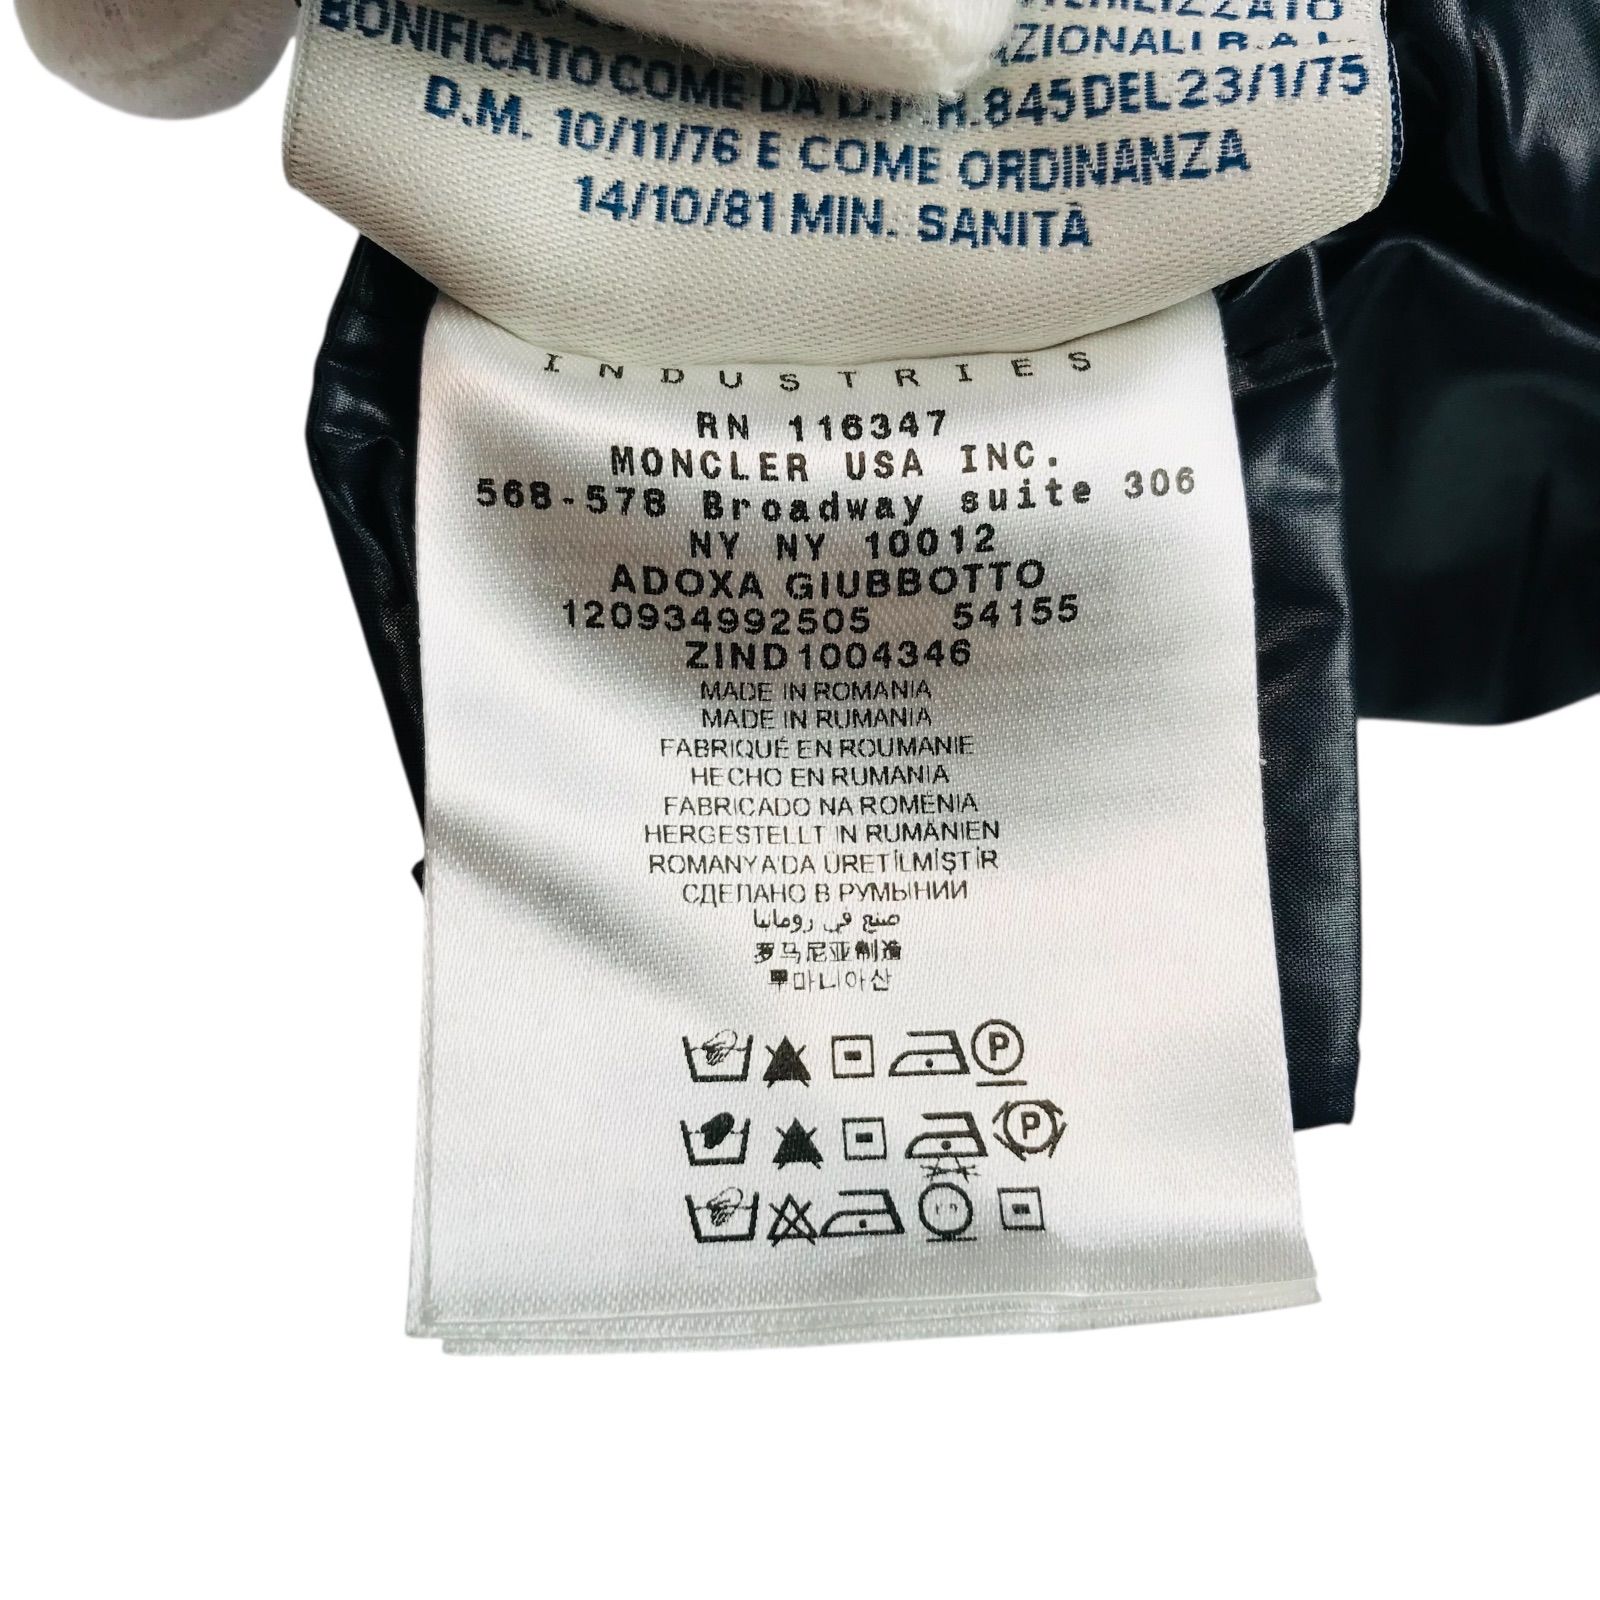 BONIFICATO COME DA D.P.R. 845 DEL 23/1/75
D.M. 10/11/76 E COME ORDINANZA
14/10/81 MIN. SANITÀ
INDUSTRIES
RN 116347
MONCLER USA INC.
568-578 Broadway suite 306
NY NY 10012
ADOXA GIUBBOTTO
120934992505 54155
ZIND1004346
MADE IN ROMANIA
MADE IN RUMANIA
FABRIQUÉ EN ROUMANIE
HECHO EN RUMANIA
FABRICADO NA ROMÉNIA
HERGESTELLT IN RUMÄNIEN
ROMANYA'DA ÜRETİLMİŞTİR
СДЕЛАНО В РУМЫНИИ
صنع في رومانيا
罗马尼亚制造
루마니아산
P
P